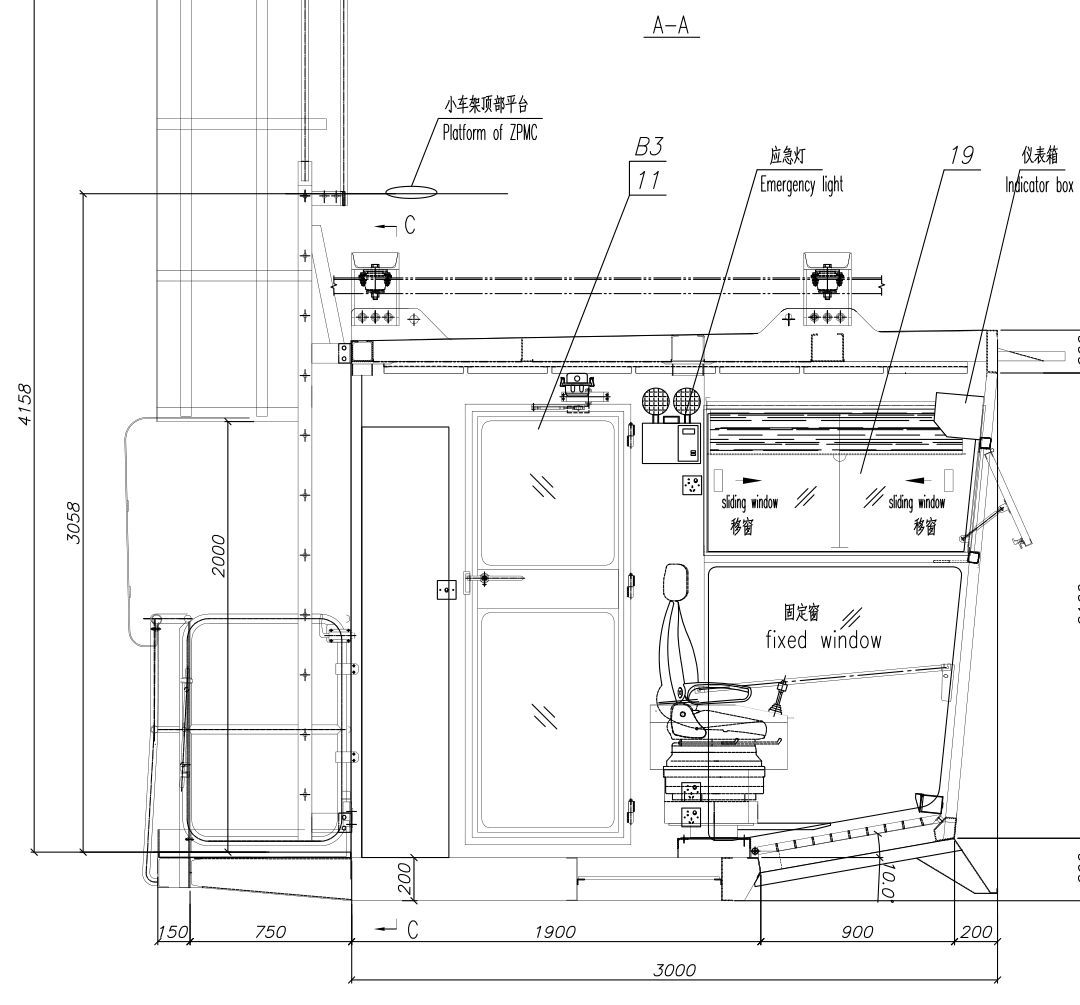 A-A
小车架顶部平台
Platform of ZPMC
B3
11
应急灯
Emergency light
19
仪表箱
Indicator box
C
4158
3058
2000
sliding window
移窗
sliding window
移窗
固定窗
fixed window
200
10.0°
150
750
C
1900
900
200
3000